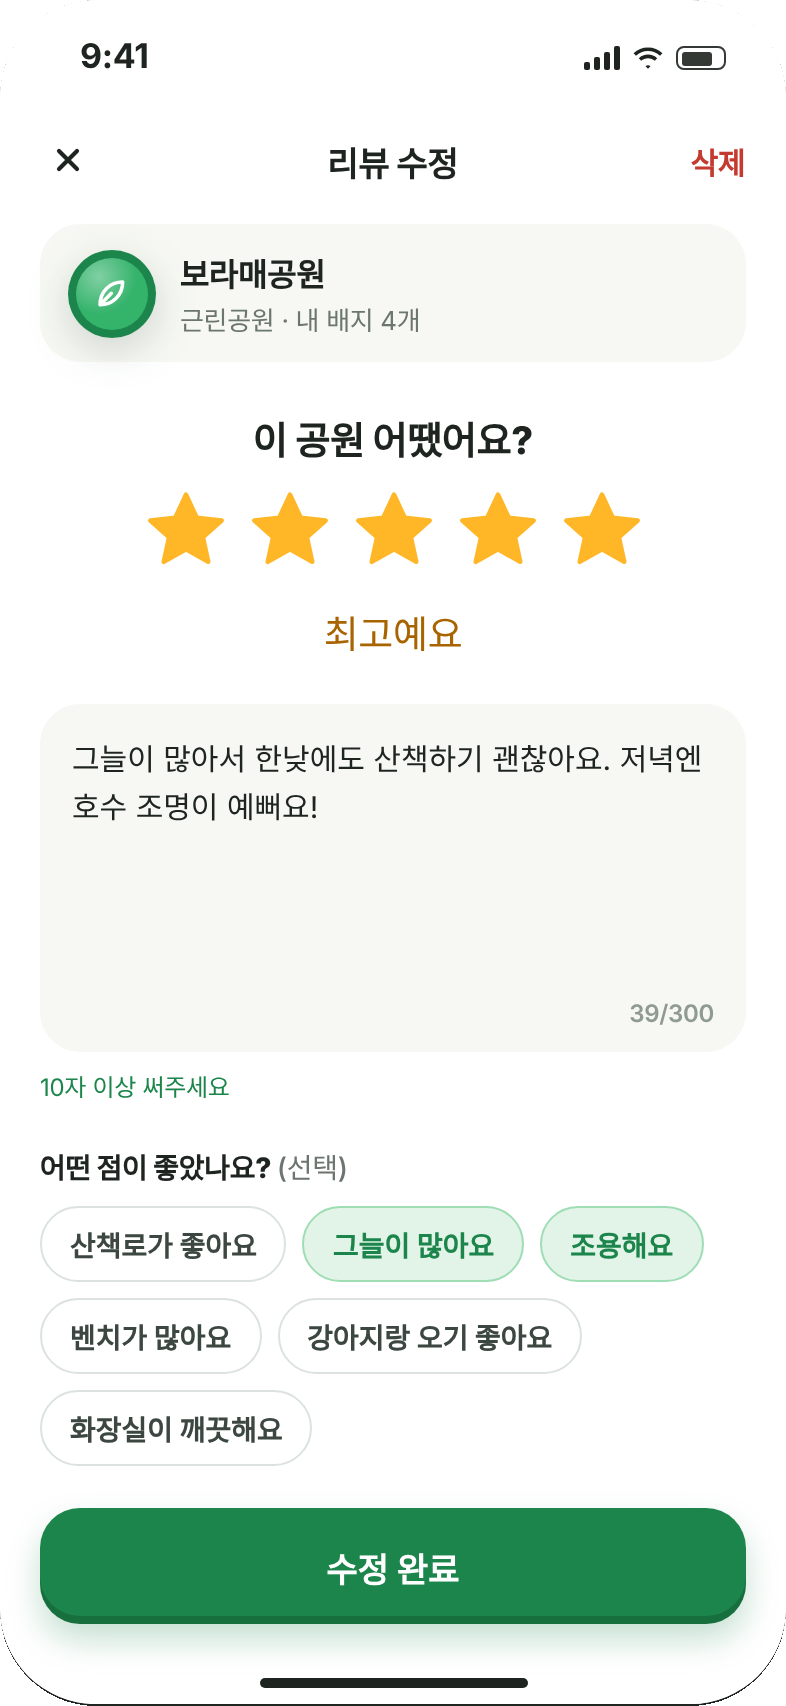 9:41
리뷰 수정
삭제
보라매공원
근린공원 · 내 배지 4개
이 공원 어땠어요?
최고예요
그늘이 많아서 한낮에도 산책하기 괜찮아요. 저녁엔
호수 조명이 예뻐요!
39/300
10자 이상 써주세요
어떤 점이 좋았나요? (선택)
산책로가 좋아요
그늘이 많아요
조용해요
벤치가 많아요
강아지랑 오기 좋아요
화장실이 깨끗해요
수정 완료